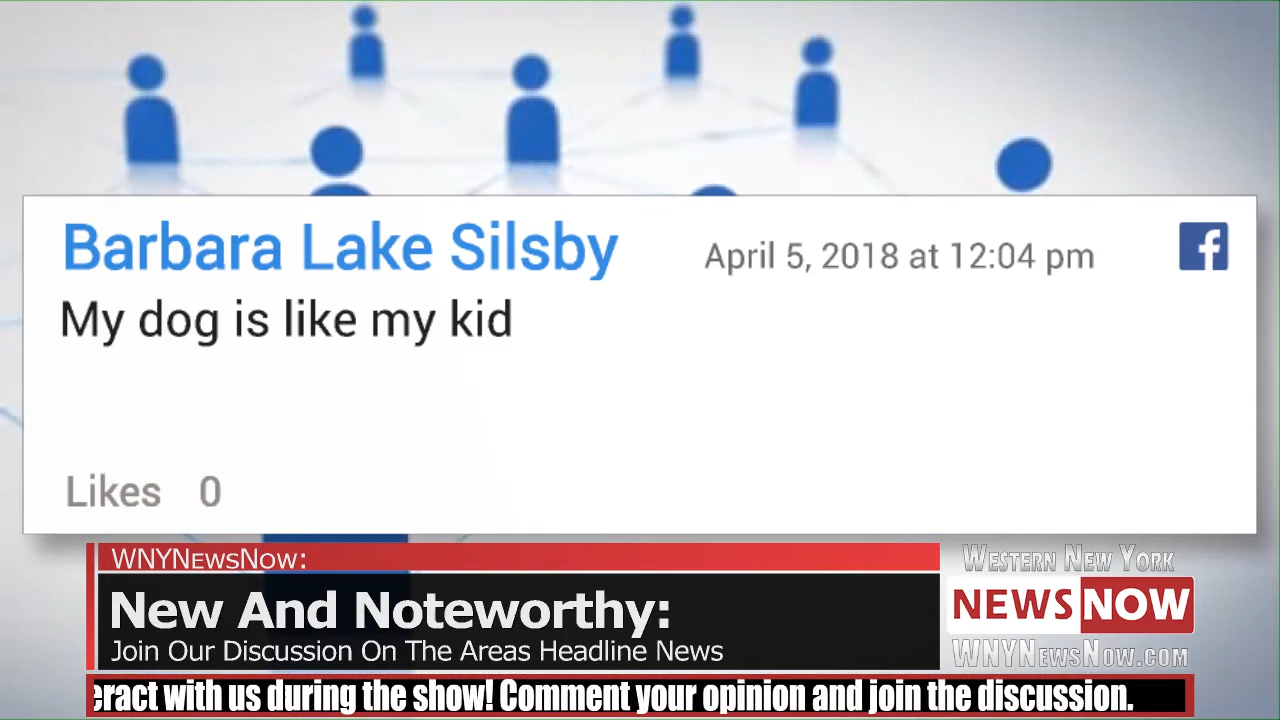 Barbara Lake Silsby
April 5, 2018 at 12:04 pm
f
My dog is like my kid
Likes 0
WNYNewsNow:
New And Noteworthy:
Join Our Discussion On The Areas Headline News
Western New York
NEWS NOW
WNYNewsNow.com
eract with us during the show! Comment your opinion and join the discussion.